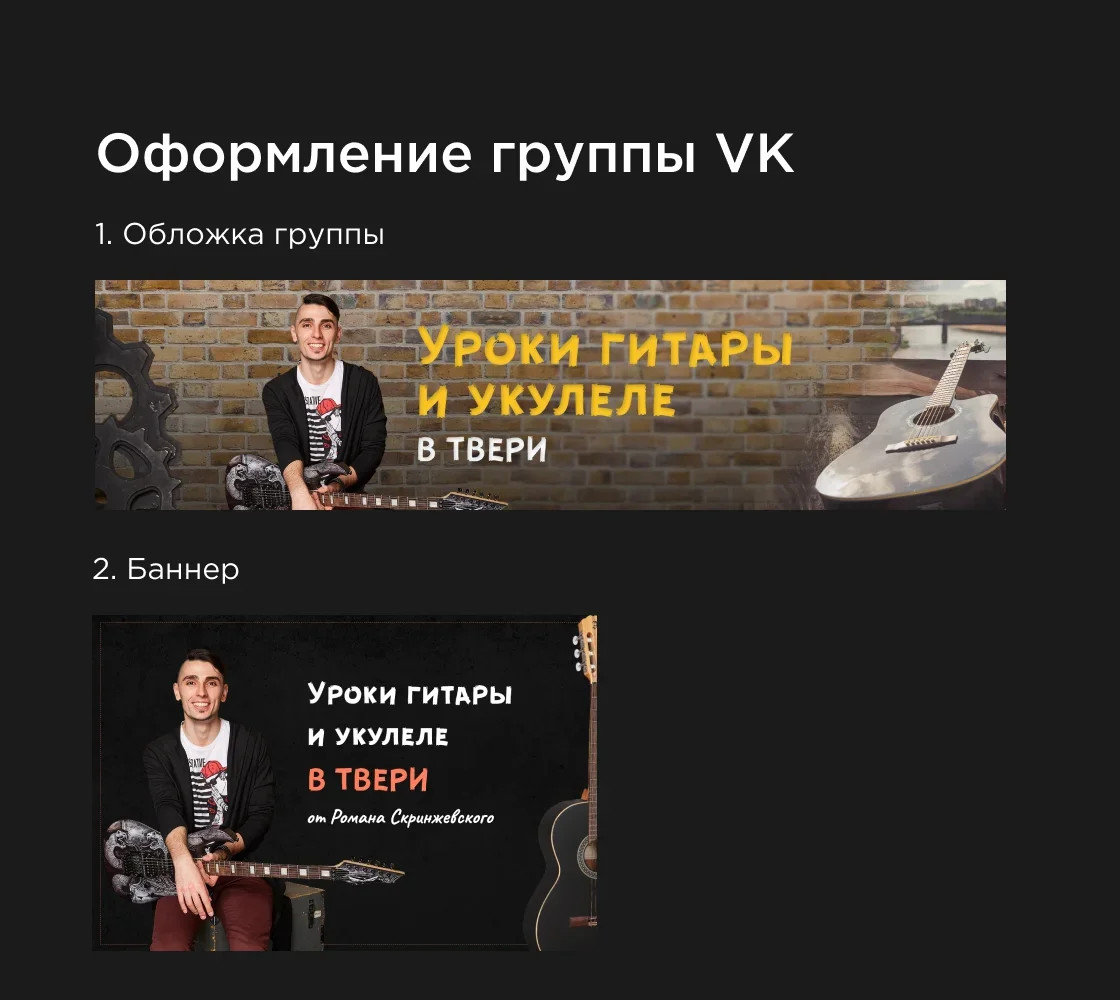 Оформление группы VK
1. Обложка группы
Уроки гитары
и укулеле
в Твери
2. Баннер
Уроки гитары
и укулеле
в Твери
от Романа Скринжевского